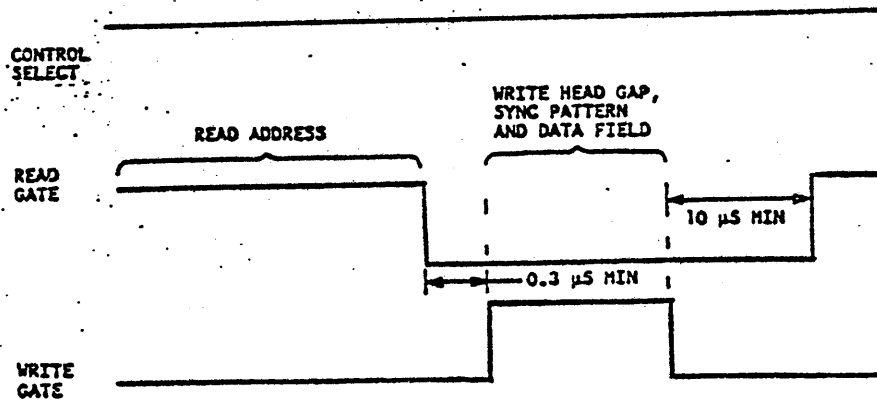 CONTROL
SELECT
WRITE HEAD GAP,
SYNC PATTERN
AND DATA FIELD
READ ADDRESS
READ
GATE
10 µS MIN
0.3 µS MIN
WRITE
GATE